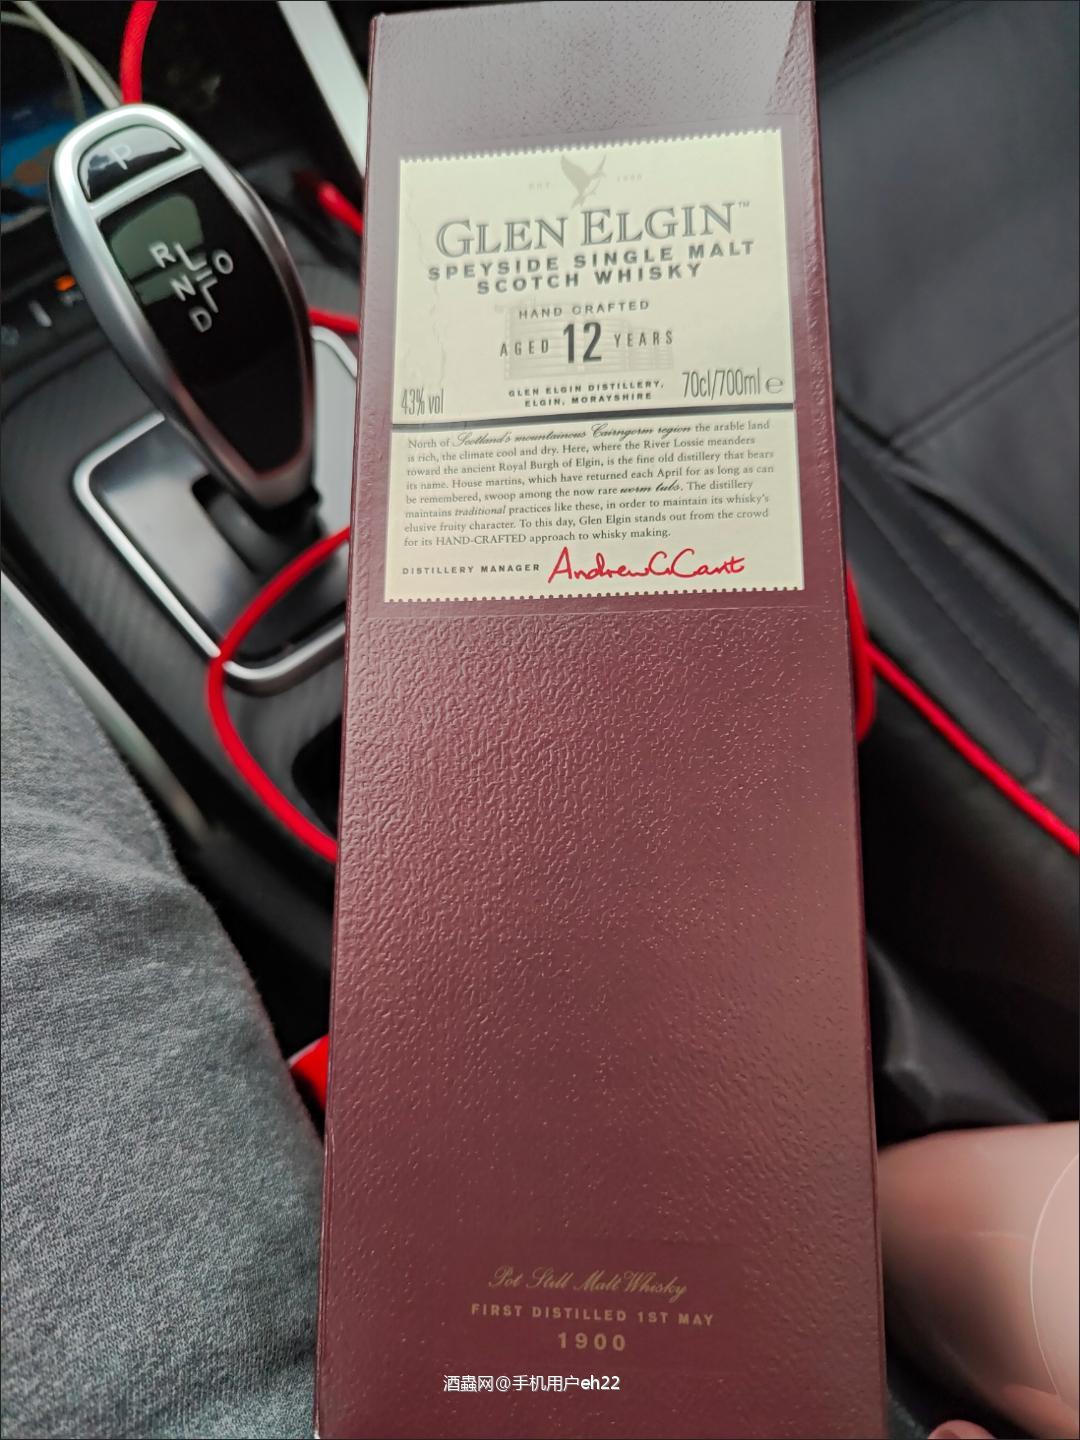 P
R
N
D
EST. 1900
GLEN ELGIN™
SPEYSIDE SINGLE MALT
SCOTCH WHISKY
HAND CRAFTED
AGED 12 YEARS
43% vol
GLEN ELGIN DISTILLERY,
ELGIN, MORAYSHIRE
70cl/700ml e
North of Scotland's mountainous Cairngorm region the arable land
is rich, the climate cool and dry. Here, where the River Lossie meanders
toward the ancient Royal Burgh of Elgin, is the fine old distillery that bears
its name. House martins, which have returned each April for as long as can
be remembered, swoop among the now rare worm tubs. The distillery
maintains traditional practices like these, in order to maintain its whisky's
elusive fruity character. To this day, Glen Elgin stands out from the crowd
for its HAND-CRAFTED approach to whisky making.
DISTILLERY MANAGER Andrew C Cant
Pot Still Malt Whisky
FIRST DISTILLED 1ST MAY
1900
酒蟲网@手机用户eh22